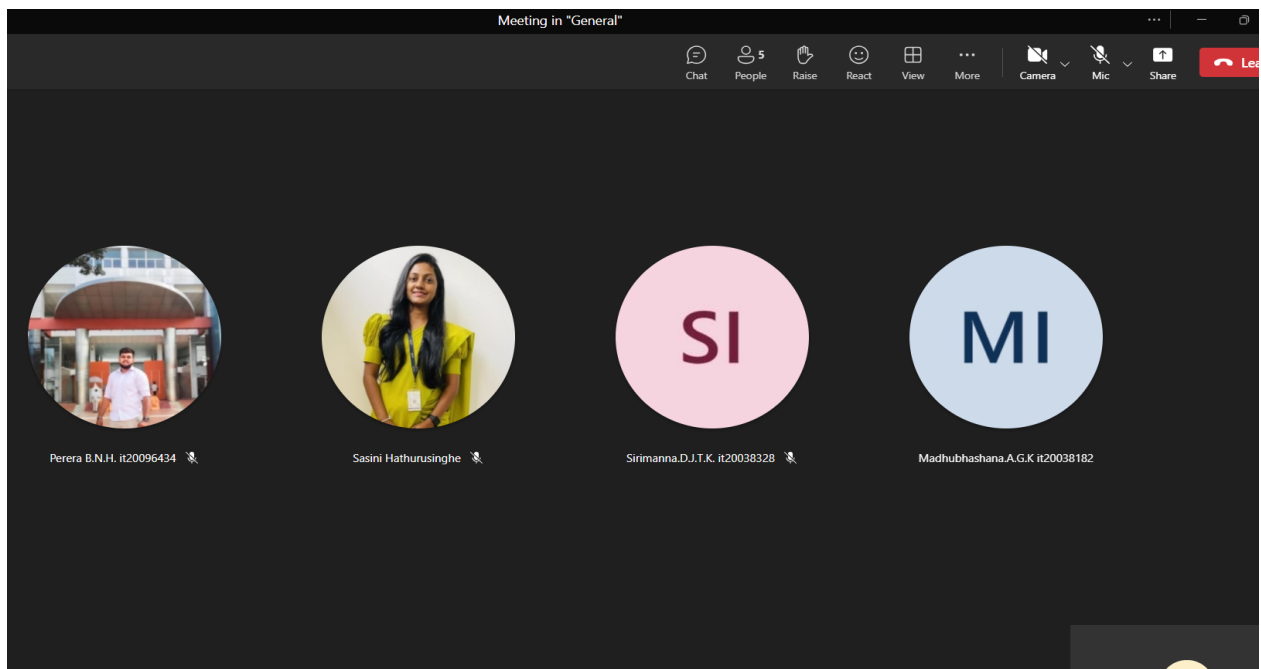 Meeting in "General"
Chat
People 5
Raise
React
View
More
Camera
Mic
Share
Lea
SI
MI
Perera B.N.H. it20096434
Sasini Hathurusinghe
Sirimanna.D.J.T.K. it20038328
Madhubhashana.A.G.K it20038182